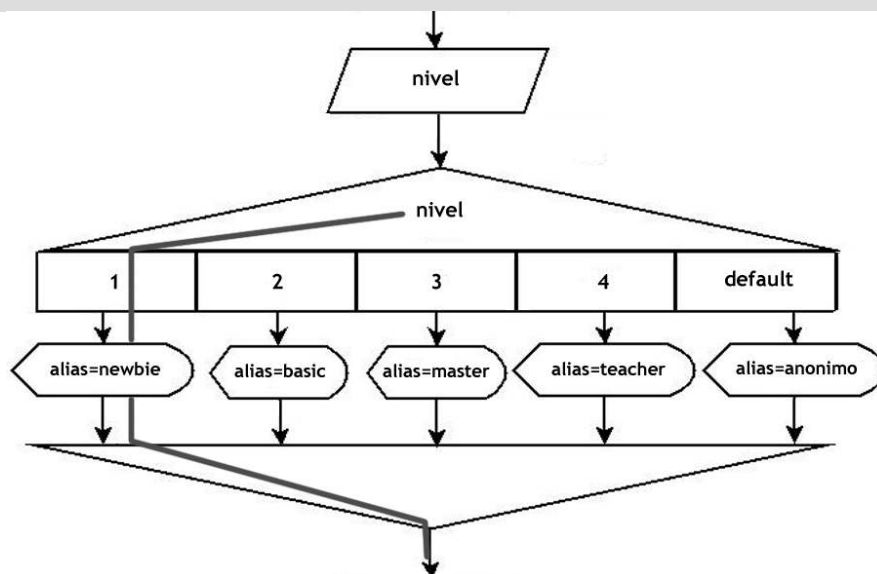 nivel
nivel
1 2 3 4 default
alias=newbie alias=basic alias=master alias=teacher alias=anonimo